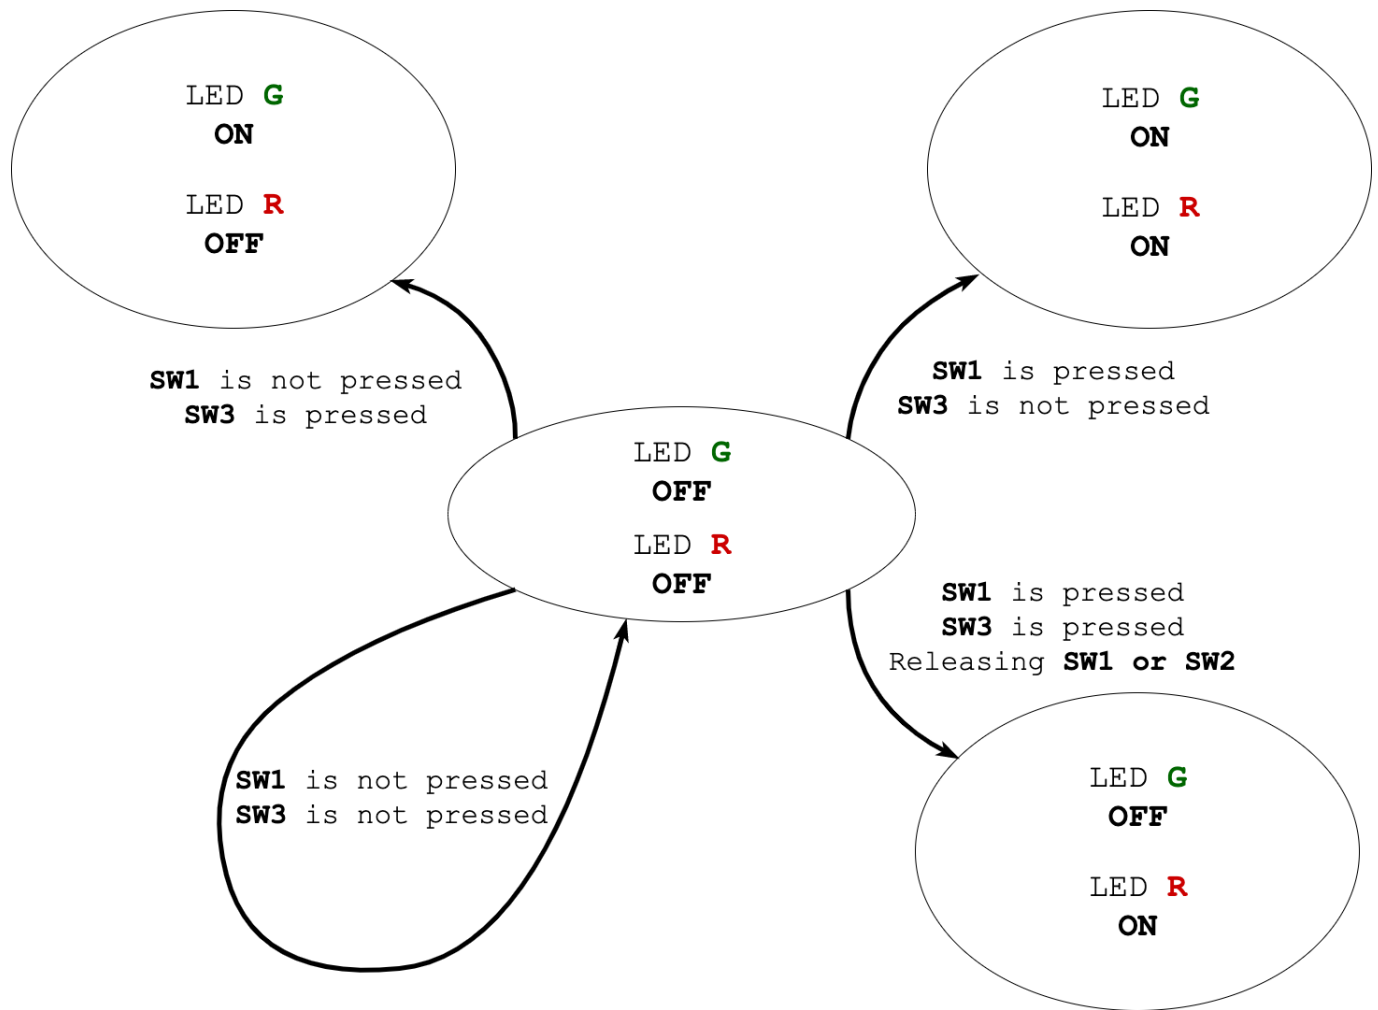 LED G
ON
LED R
OFF
LED G
ON
LED R
ON
SW1 is not pressed
SW3 is pressed
SW1 is pressed
SW3 is not pressed
LED G
OFF
LED R
OFF
SW1 is pressed
SW3 is pressed
Releasing SW1 or SW2
SW1 is not pressed
SW3 is not pressed
LED G
OFF
LED R
ON